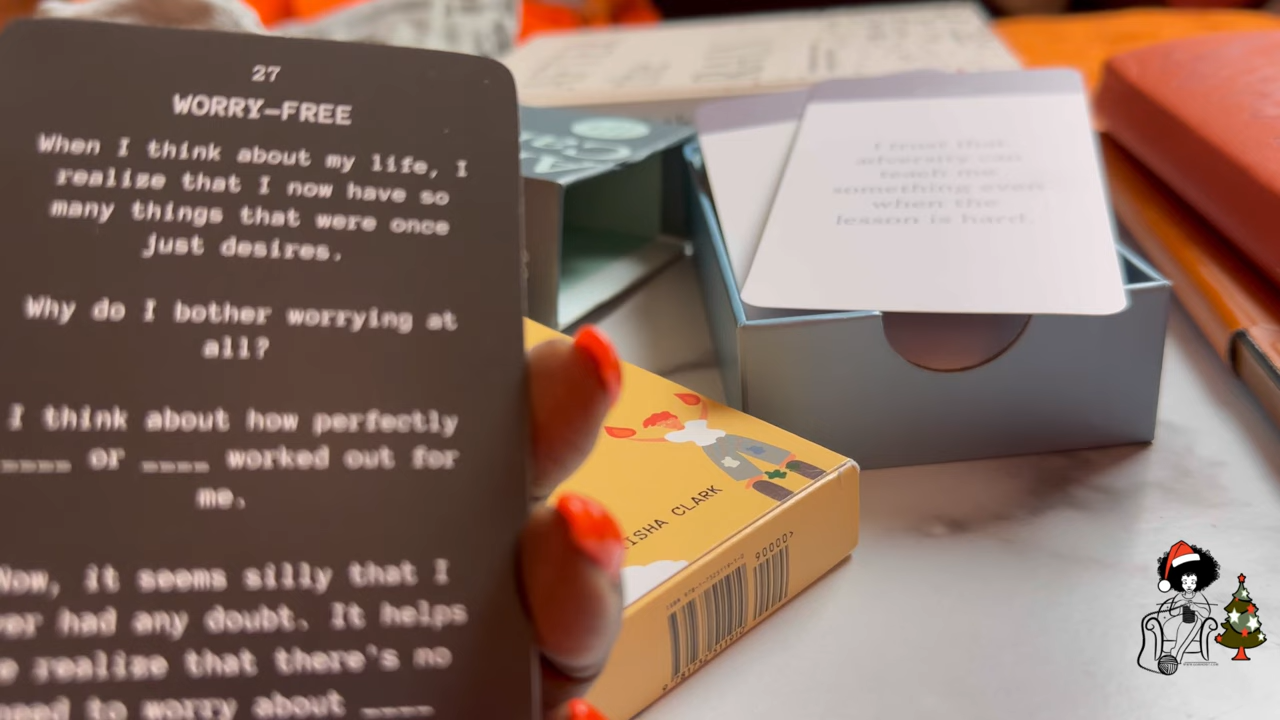 27
WORRY—FREE
When I think about my life, I
realize that I now have so
many things that were once
just desires.
Why do I bother worrying at
all?
I think about how perfectly
____ or ____ worked out for
me.
Now, it seems silly that I
had any doubt. It helps
realize that there's no
to worry about ____
I trust that
adversity can
teach me
something even
when the
lesson is hard.
ISHA CLARK
90000>